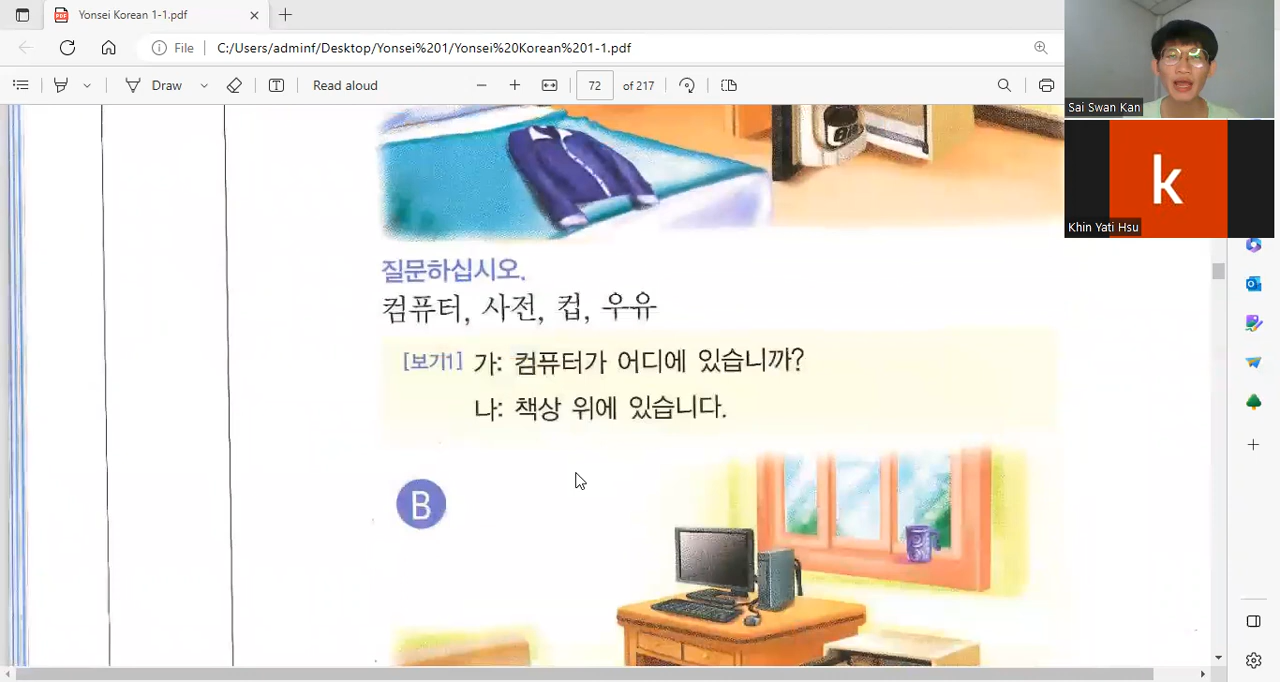 Yonsei Korean 1-1.pdf
File
C:/Users/adminf/Desktop/Yonsei%201/Yonsei%20Korean%201-1.pdf
Draw
Read aloud
72 of 217
Sai Swan Kan
k
Khin Yati Hsu
질문하십시오.
컴퓨터, 사전, 컵, 우유
[보기1] 가: 컴퓨터가 어디에 있습니까?
나: 책상 위에 있습니다.
B